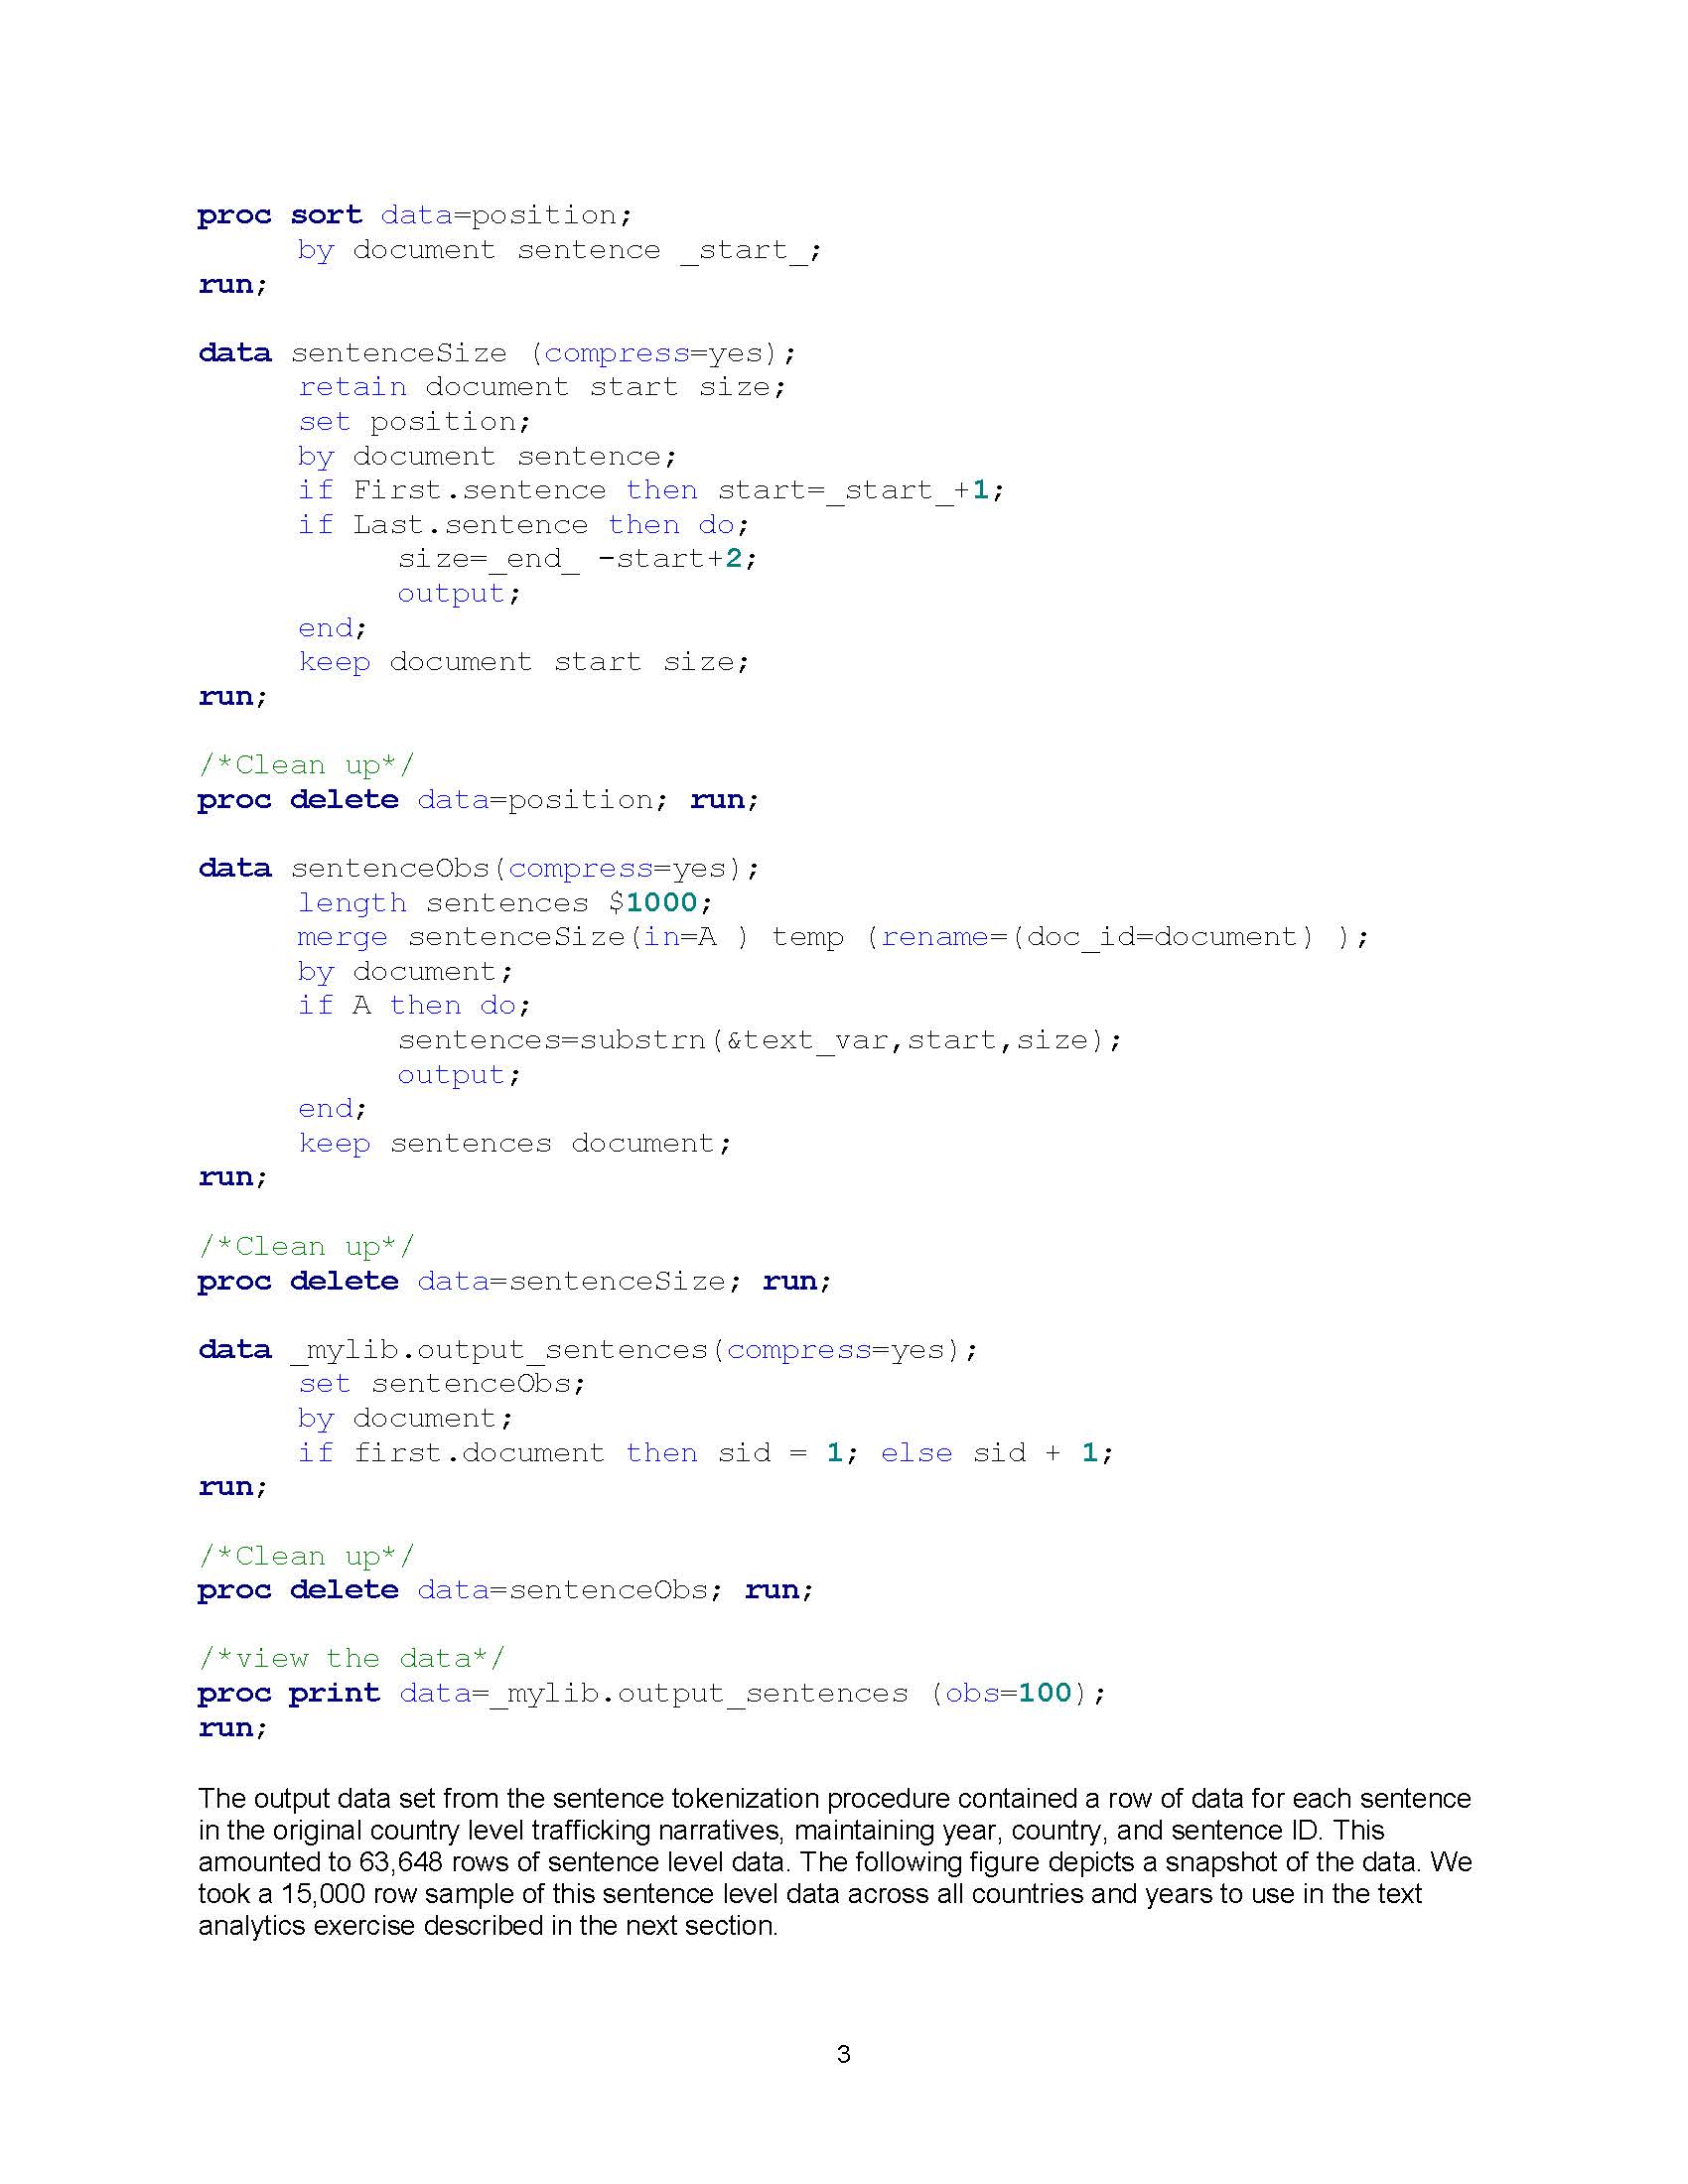 proc sort data=position;
by document sentence _start_;
run;
data sentenceSize (compress=yes);
retain document start size;
set position;
by document sentence;
if First.sentence then start=_start_+1;
if Last.sentence then do;
size=_end_ -start+2;
output;
end;
keep document start size;
run;
/*Clean up*/
proc delete data=position; run;
data sentenceObs(compress=yes);
length sentences $1000;
merge sentenceSize(in=A ) temp (rename=(doc_id=document) );
by document;
if A then do;
sentences=substrn(&text_var,start,size);
output;
end;
keep sentences document;
run;
/*Clean up*/
proc delete data=sentenceSize; run;
data _mylib.output_sentences(compress=yes);
set sentenceObs;
by document;
if first.document then sid = 1; else sid + 1;
run;
/*Clean up*/
proc delete data=sentenceObs; run;
/*view the data*/
proc print data=_mylib.output_sentences (obs=100);
run;
The output data set from the sentence tokenization procedure contained a row of data for each sentence
in the original country level trafficking narratives, maintaining year, country, and sentence ID. This
amounted to 63,648 rows of sentence level data. The following figure depicts a snapshot of the data. We
took a 15,000 row sample of this sentence level data across all countries and years to use in the text
analytics exercise described in the next section.
3